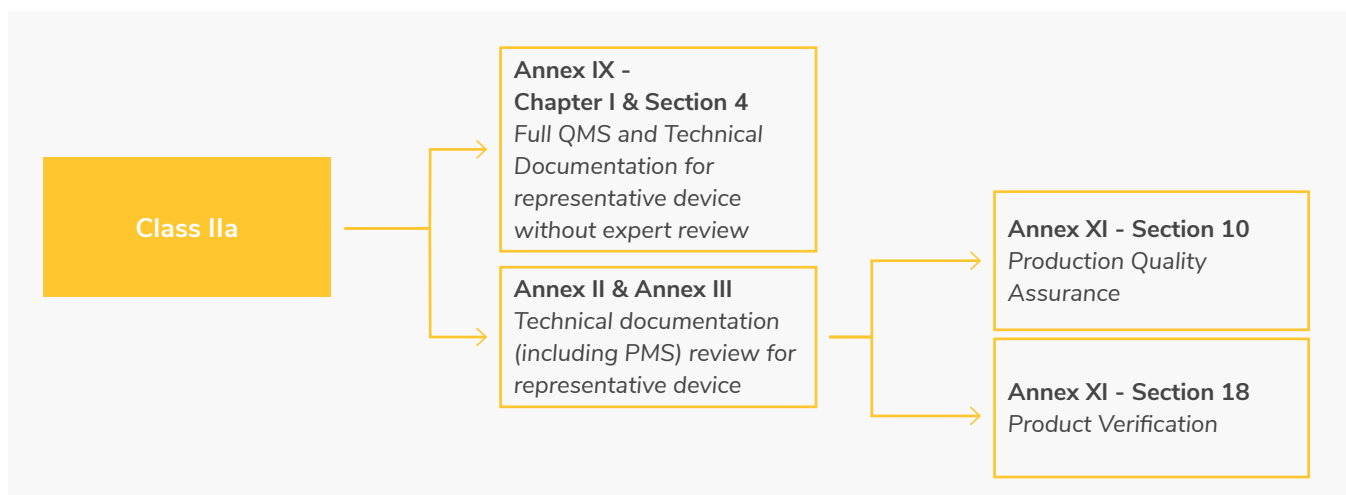 Class IIa
Annex IX -
Chapter I & Section 4
Full QMS and Technical
Documentation for
representative device
without expert review
Annex II & Annex III
Technical documentation
(including PMS) review for
representative device
Annex XI - Section 10
Production Quality
Assurance
Annex XI - Section 18
Product Verification